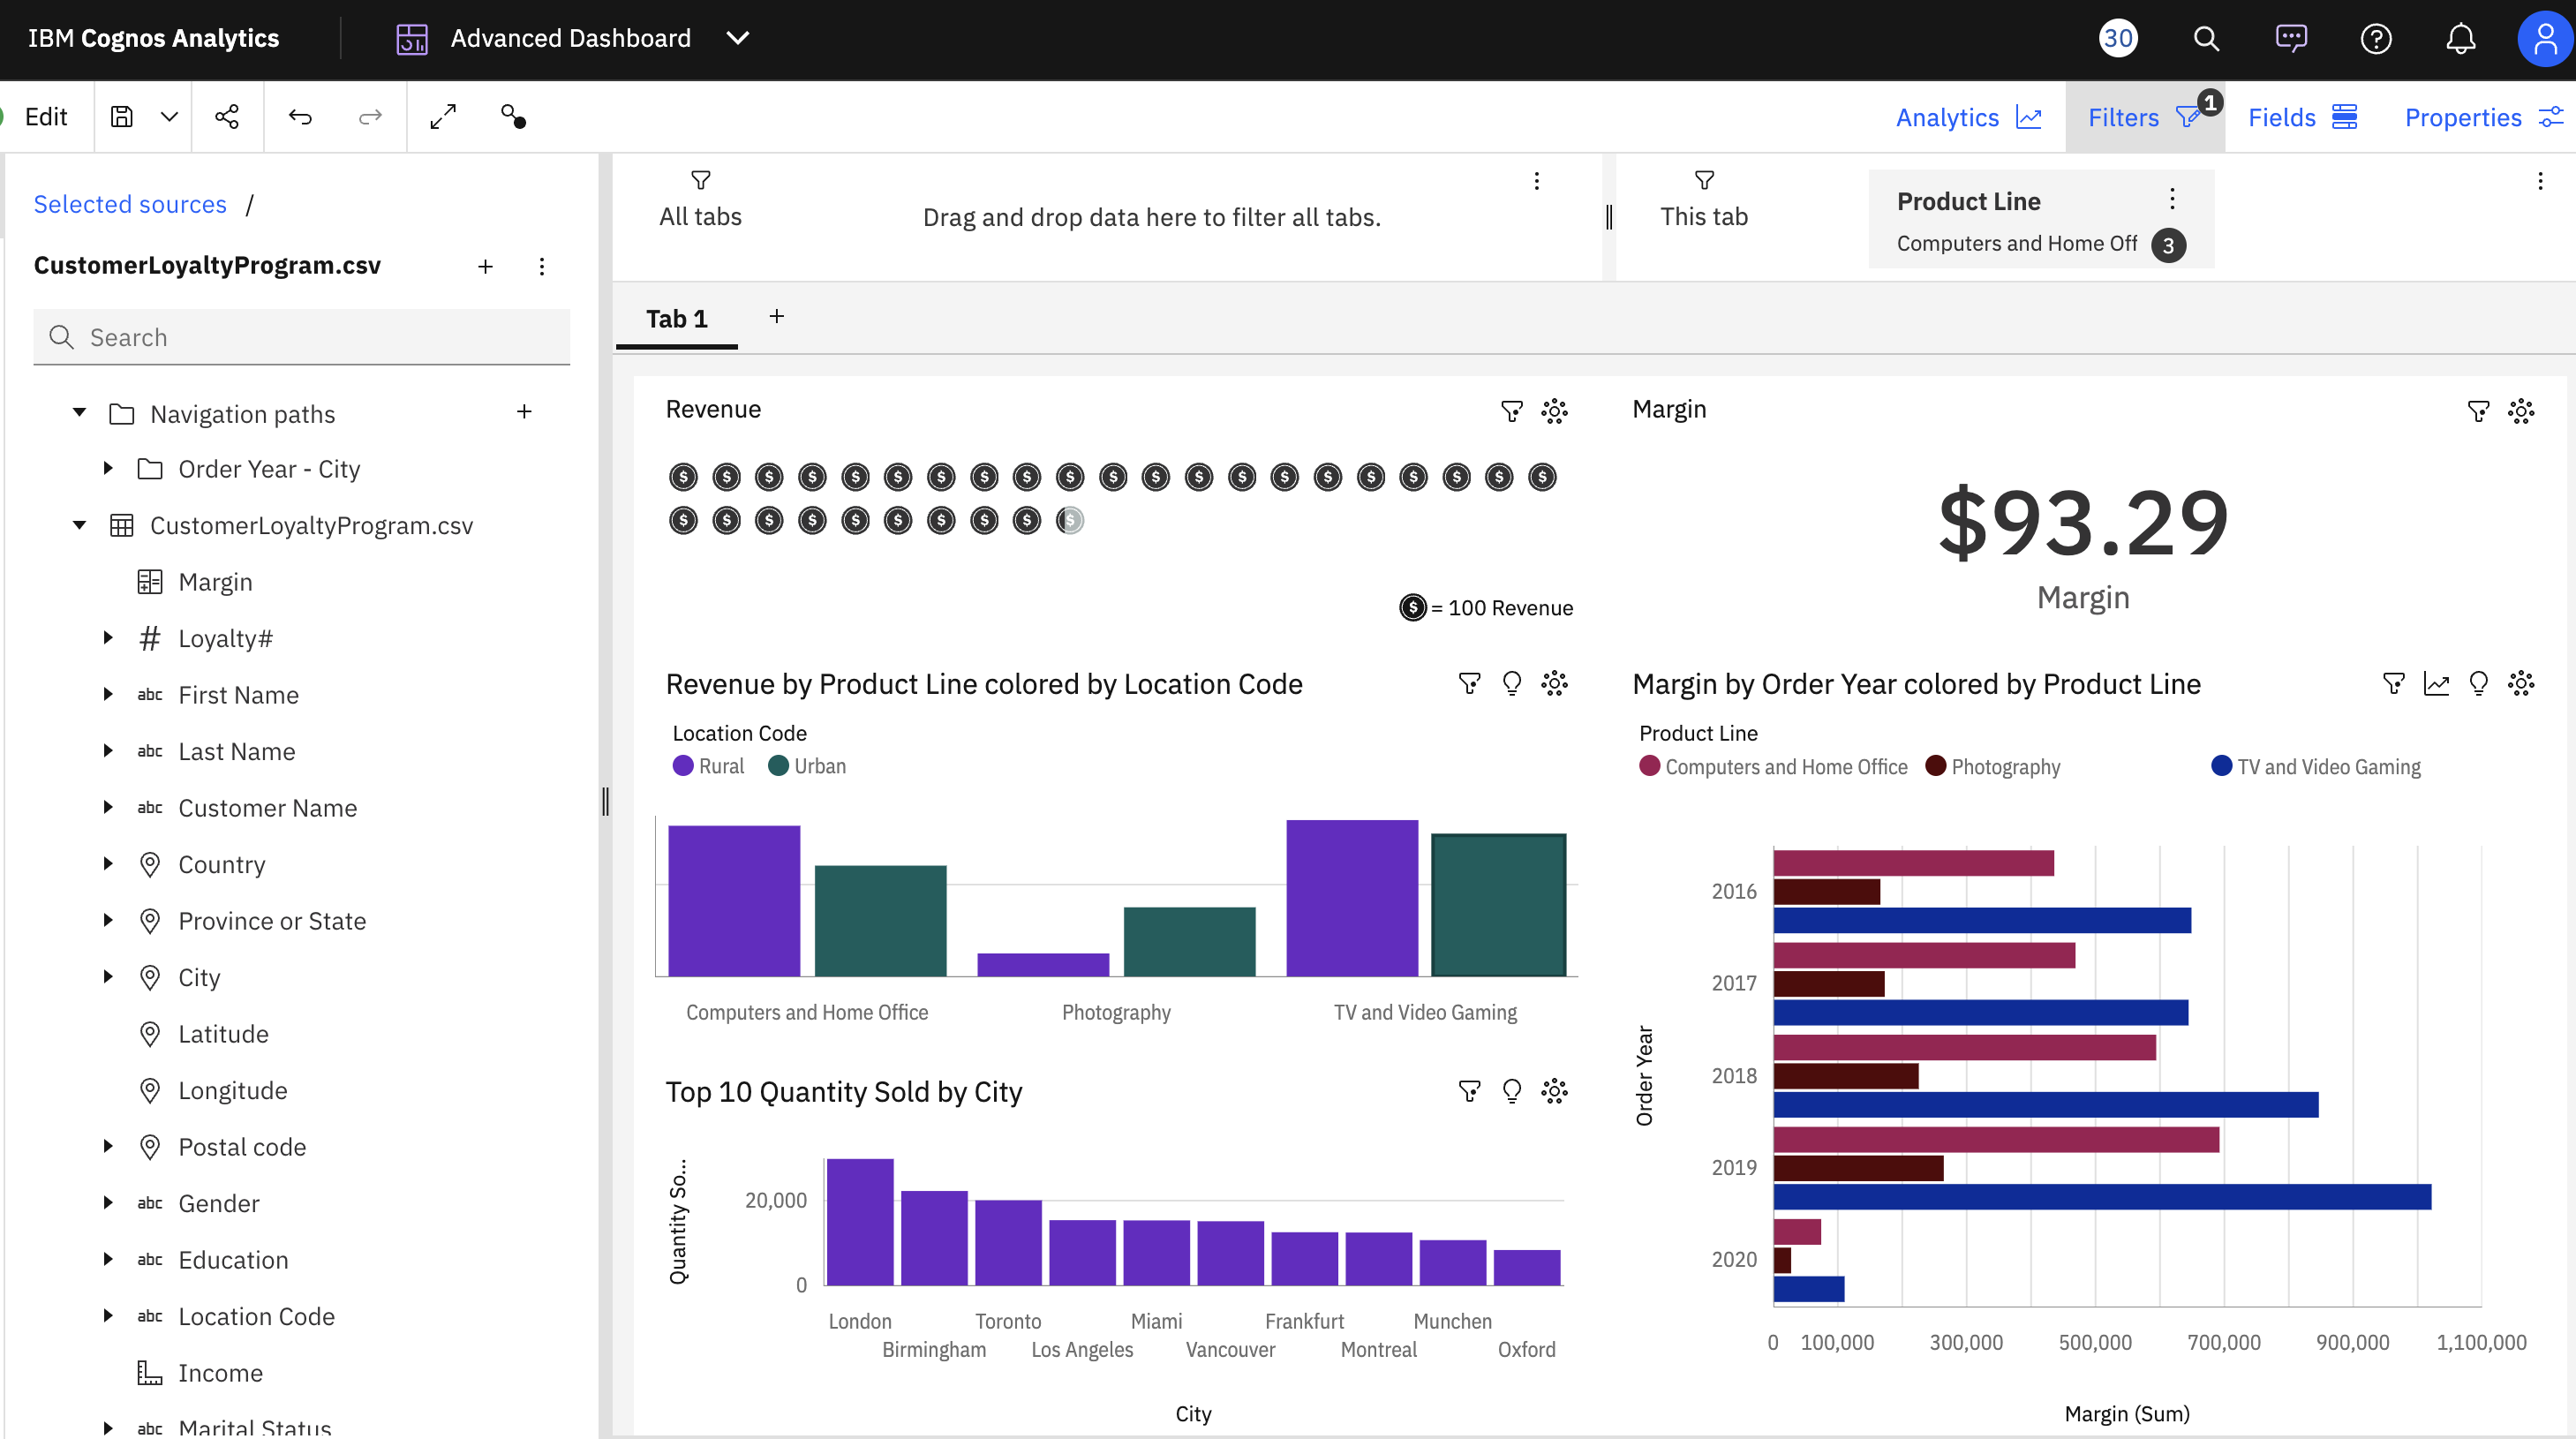 IBM Cognos Analytics
Advanced Dashboard
30
Edit
Analytics
Filters
1
Fields
Properties
Selected sources /
CustomerLoyaltyProgram.csv
Search
Navigation paths
Order Year - City
CustomerLoyaltyProgram.csv
Margin
# Loyalty#
abc First Name
abc Last Name
abc Customer Name
Country
Province or State
City
Latitude
Longitude
Postal code
abc Gender
abc Education
abc Location Code
Income
abc Marital Status
All tabs
Drag and drop data here to filter all tabs.
This tab
Product Line
Computers and Home Off 3
Tab 1
Revenue
$ $ $ $ $ $ $ $ $ $ $ $ $ $ $ $ $ $ $ $ $
$ $ $ $ $ $ $ $ $ $
$ = 100 Revenue
Margin
$93.29
Margin
Revenue by Product Line colored by Location Code
Location Code
Rural Urban
Computers and Home Office Photography TV and Video Gaming
Top 10 Quantity Sold by City
Quantity So...
20,000
0
London Toronto Miami Frankfurt Munchen
Birmingham Los Angeles Vancouver Montreal Oxford
City
Margin by Order Year colored by Product Line
Product Line
Computers and Home Office Photography TV and Video Gaming
Order Year
2016
2017
2018
2019
2020
0 100,000 300,000 500,000 700,000 900,000 1,100,000
Margin (Sum)